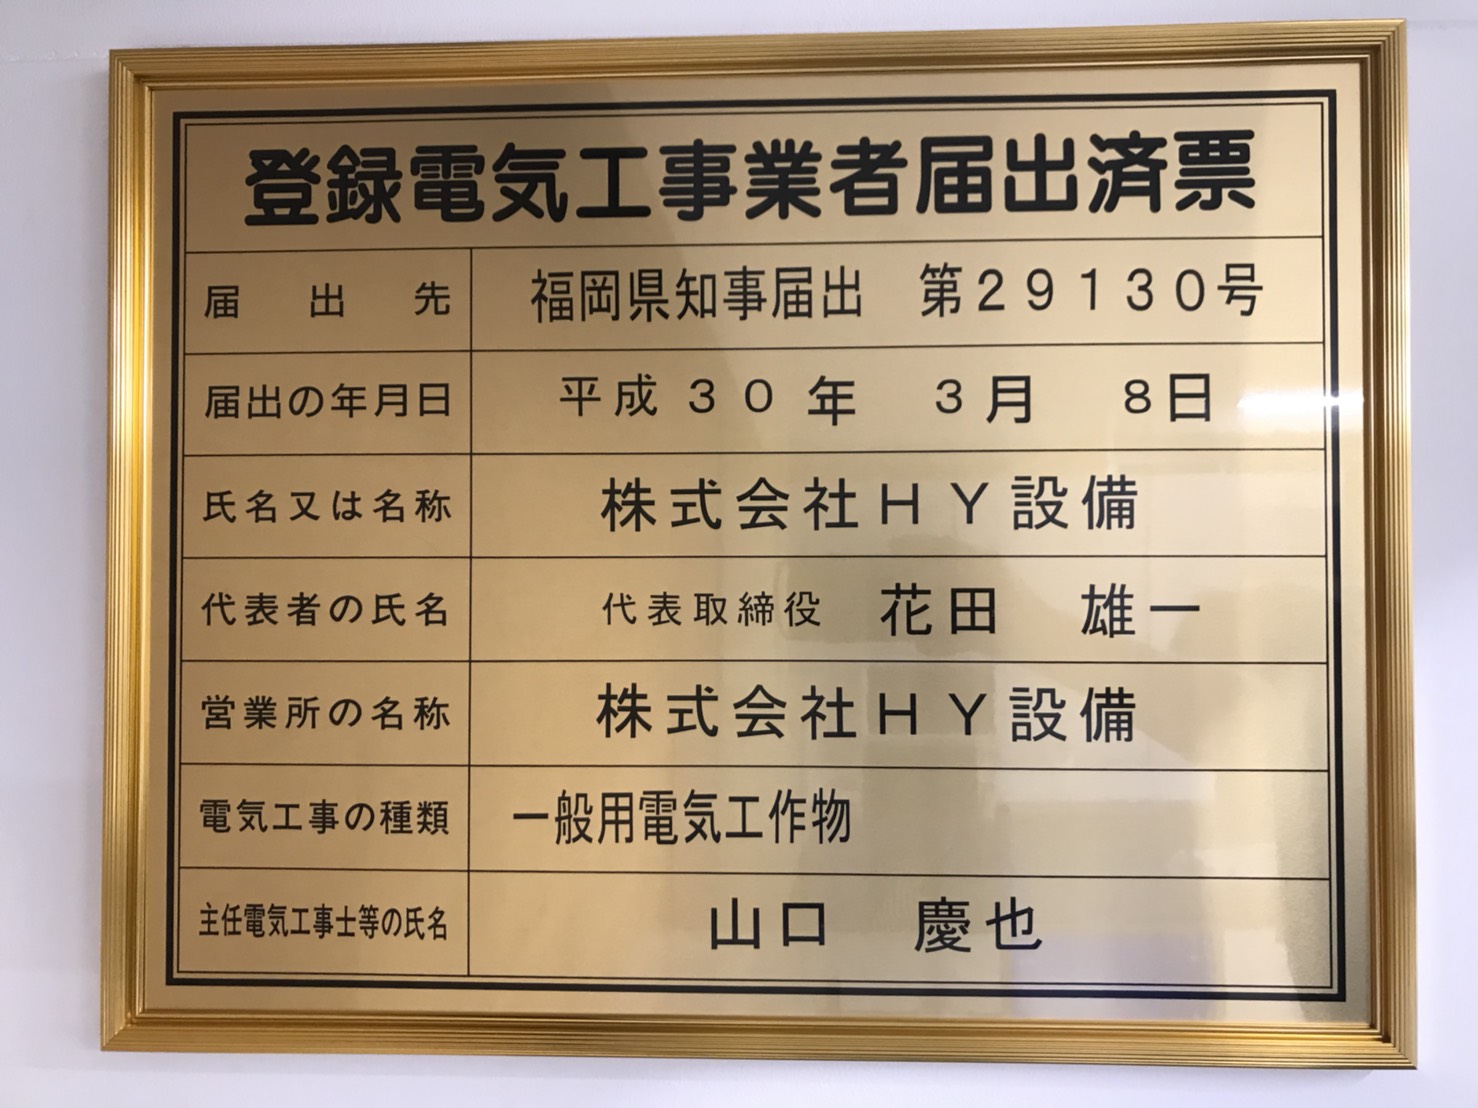 登録電気工事業者届出済票
届出先 福岡県知事届出 第29130号
届出の年月日 平成30年 3月 8日
氏名又は名称 株式会社HY設備
代表者の氏名 代表取締役 花田 雄一
営業所の名称 株式会社HY設備
電気工事の種類 一般用電気工作物
主任電気工事士等の氏名 山口 慶也